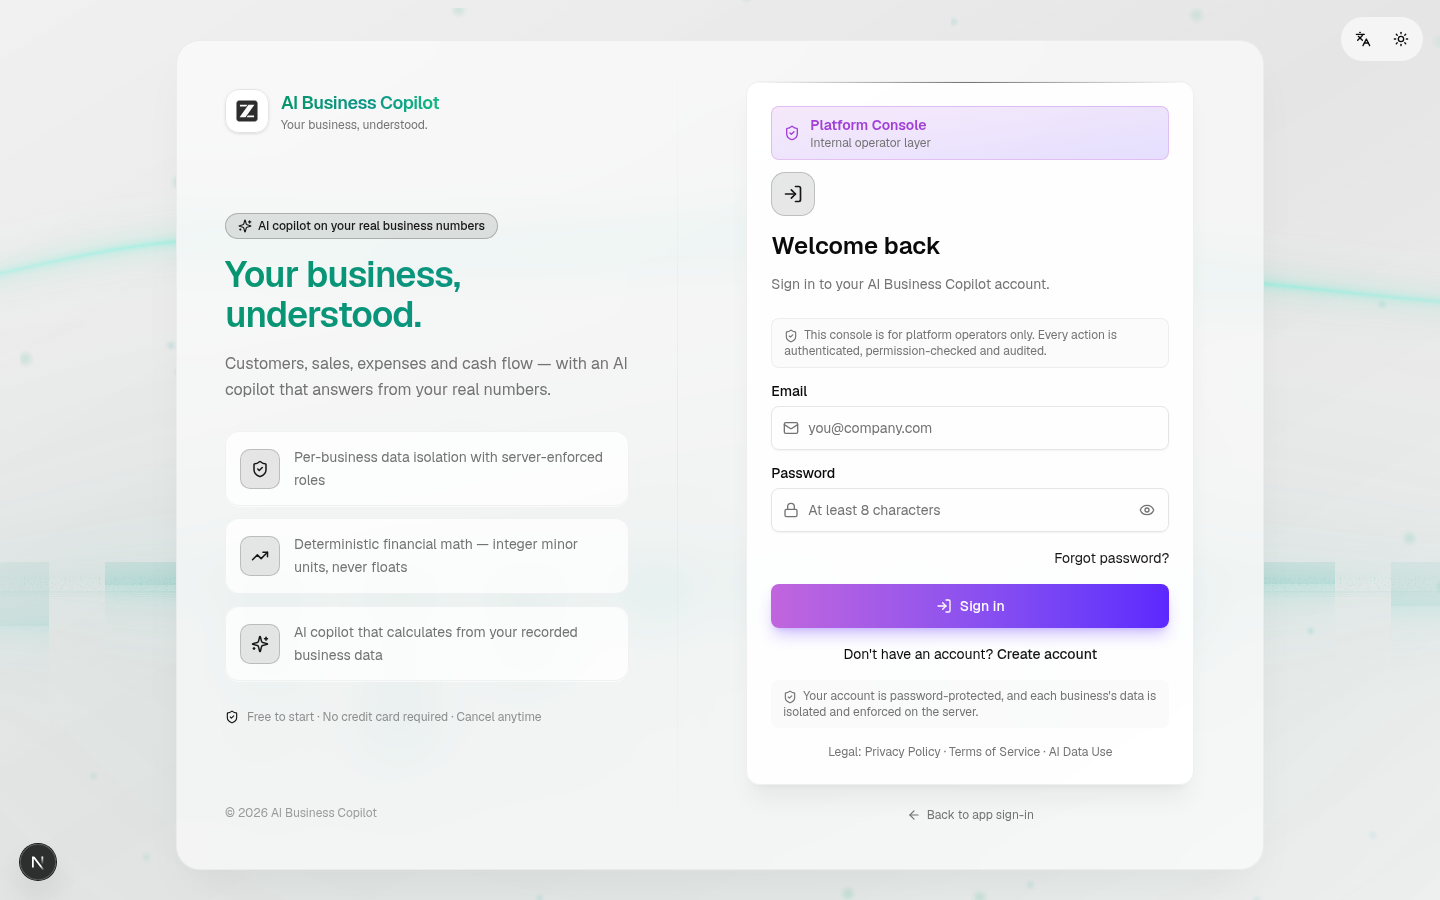 AI Business Copilot
Your business, understood.
AI copilot on your real business numbers
Your business,
understood.
Customers, sales, expenses and cash flow — with an AI
copilot that answers from your real numbers.
Per-business data isolation with server-enforced
roles
Deterministic financial math — integer minor
units, never floats
AI copilot that calculates from your recorded
business data
Free to start · No credit card required · Cancel anytime
© 2026 AI Business Copilot
Platform Console
Internal operator layer
Welcome back
Sign in to your AI Business Copilot account.
This console is for platform operators only. Every action is
authenticated, permission-checked and audited.
Email
you@company.com
Password
At least 8 characters
Forgot password?
Sign in
Don't have an account? Create account
Your account is password-protected, and each business's data is
isolated and enforced on the server.
Legal: Privacy Policy · Terms of Service · AI Data Use
Back to app sign-in